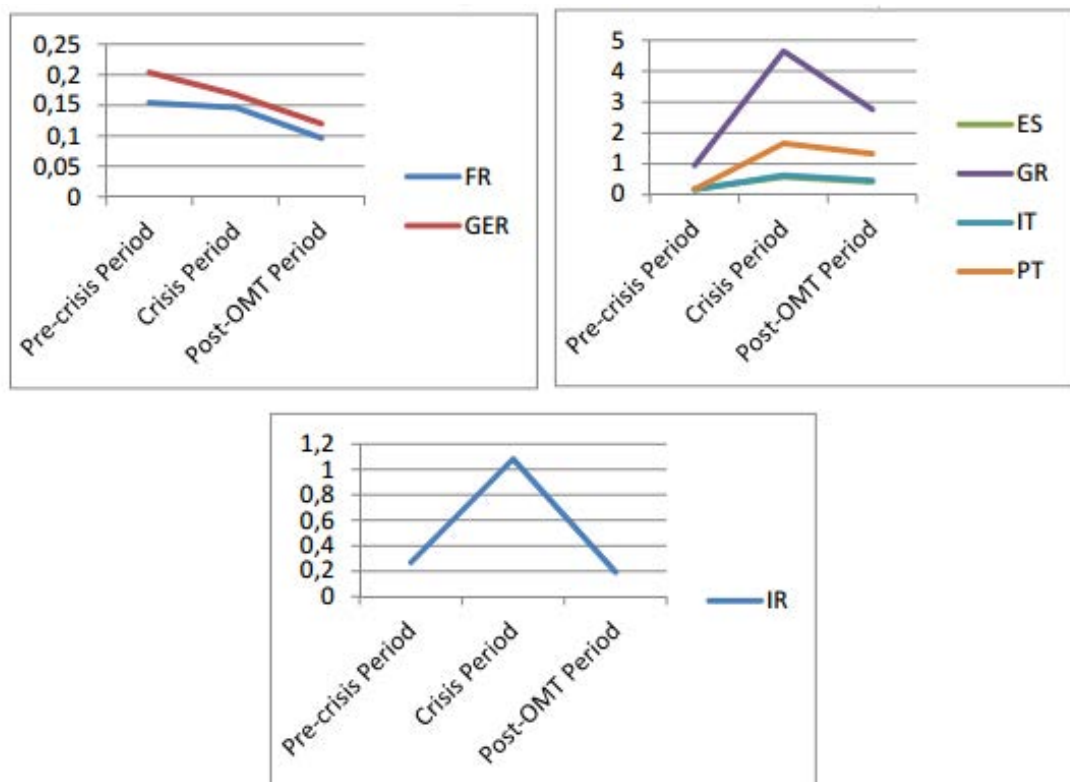 0,25
0,2
0,15
0,1
0,05
0
Pre-crisis Period
Crisis Period
Post-OMT Period
FR
GER
5
4
3
2
1
0
Pre-crisis Period
Crisis Period
Post-OMT Period
ES
GR
IT
PT
1,2
1
0,8
0,6
0,4
0,2
0
Pre-crisis Period
Crisis Period
Post-OMT Period
IR